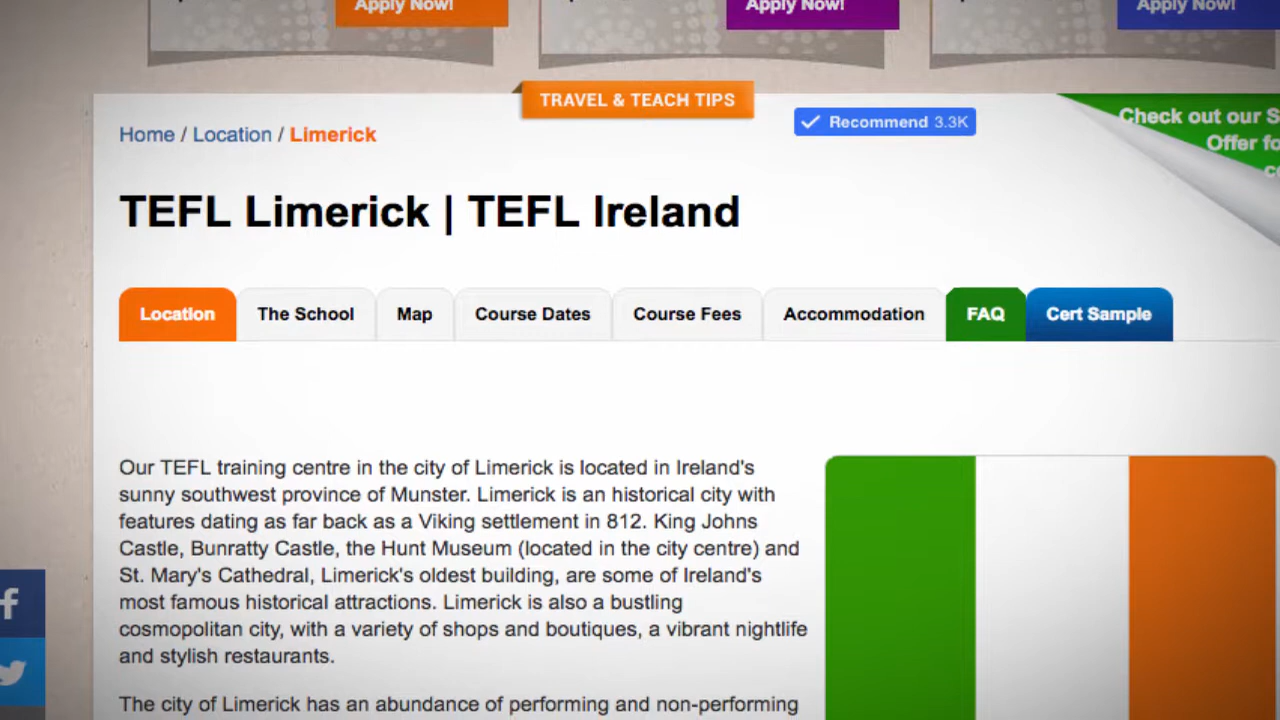 Apply Now!
Apply Now!
Apply Now!
TRAVEL & TEACH TIPS
Home / Location / Limerick
Recommend 3.3K
Check out our
Offer
TEFL Limerick | TEFL Ireland
Location
The School
Map
Course Dates
Course Fees
Accommodation
FAQ
Cert Sample
Our TEFL training centre in the city of Limerick is located in Ireland's
sunny southwest province of Munster. Limerick is an historical city with
features dating as far back as a Viking settlement in 812. King Johns
Castle, Bunratty Castle, the Hunt Museum (located in the city centre) and
St. Mary's Cathedral, Limerick's oldest building, are some of Ireland's
most famous historical attractions. Limerick is also a bustling
cosmopolitan city, with a variety of shops and boutiques, a vibrant nightlife
and stylish restaurants.
The city of Limerick has an abundance of performing and non-performing